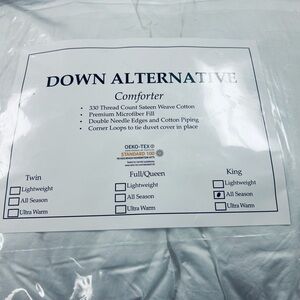 DOWN ALTERNATIVE
Comforter
• 330 Thread Count Sateen Weave Cotton
• Premium Microfiber Fill
• Double Needle Edges and Cotton Piping
• Corner Loops to tie duvet cover in place
OEKO-TEX®
STANDARD 100
Twin Full/Queen King
Lightweight Lightweight Lightweight
All Season All Season All Season
Ultra Warm Ultra Warm Ultra Warm